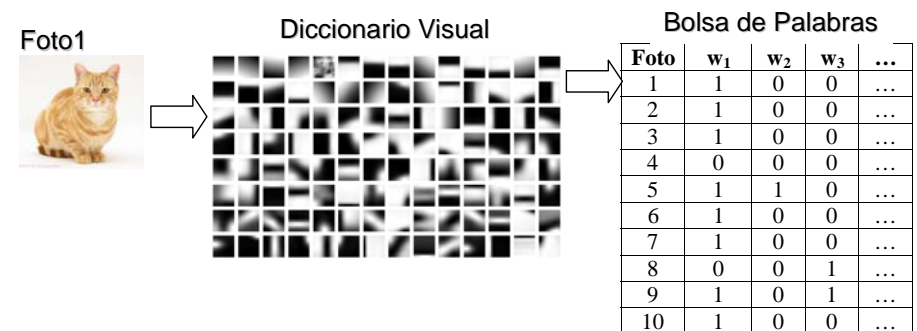 Foto1
Diccionario Visual
Bolsa de Palabras
Foto w₁ w₂ w₃ ...
1 1 0 0 ...
2 1 0 0 ...
3 1 0 0 ...
4 0 0 0 ...
5 1 1 0 ...
6 1 0 0 ...
7 1 0 0 ...
8 0 0 1 ...
9 1 0 1 ...
10 1 0 0 ...